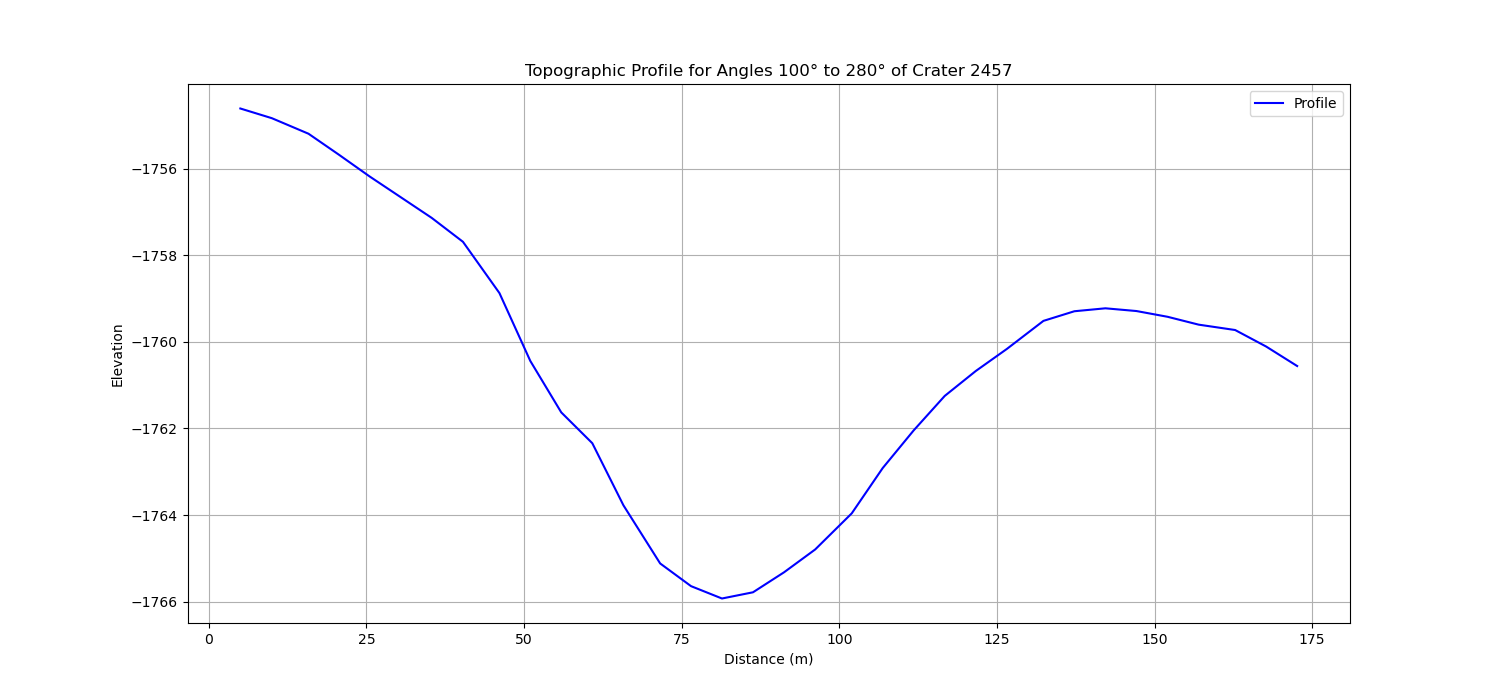 Topographic Profile for Angles 100° to 280° of Crater 2457
Profile
−1756
−1758
−1760
−1762
−1764
−1766
Elevation
0 25 50 75 100 125 150 175
Distance (m)